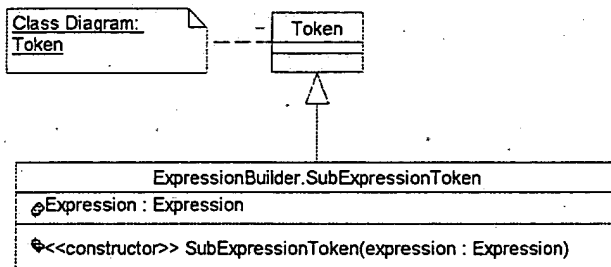 Class Diagram:
Token
Token
ExpressionBuilder.SubExpressionToken
Expression : Expression
<<constructor>> SubExpressionToken(expression : Expression)